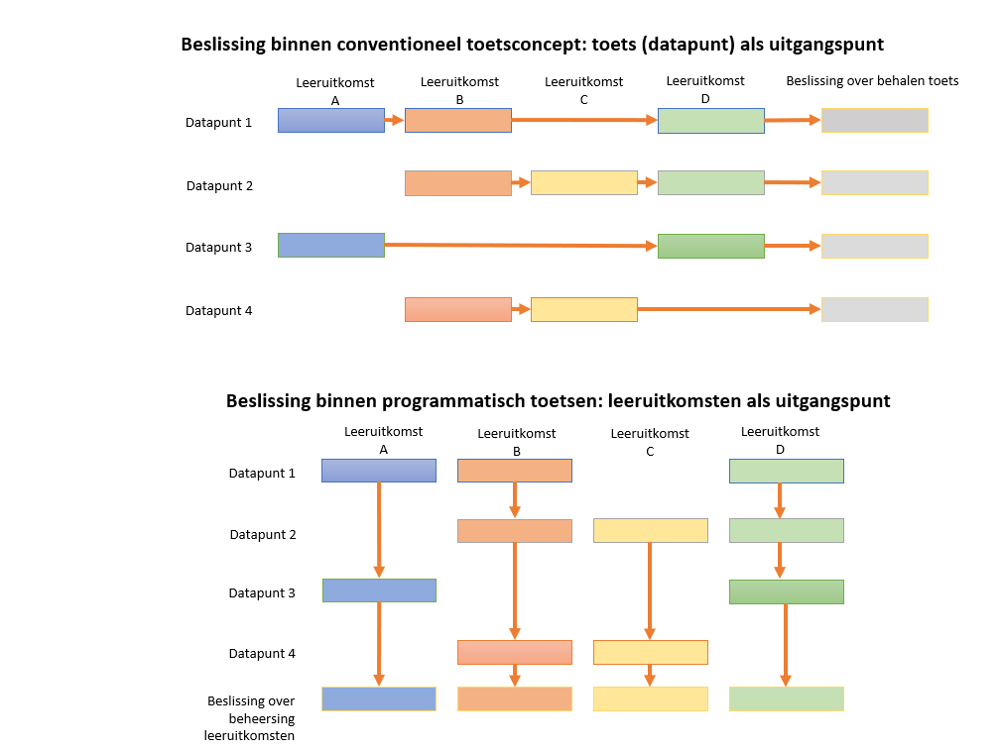 Beslissing binnen conventioneel toetsconcept: toets (datapunt) als uitgangspunt
Leeruitkomst
A
Leeruitkomst
B
Leeruitkomst
C
Leeruitkomst
D
Beslissing over behalen toets
Datapunt 1
Datapunt 2
Datapunt 3
Datapunt 4
Beslissing binnen programmatisch toetsen: leeruitkomsten als uitgangspunt
Leeruitkomst
A
Leeruitkomst
B
Leeruitkomst
C
Leeruitkomst
D
Datapunt 1
Datapunt 2
Datapunt 3
Datapunt 4
Beslissing over
beheersing
leeruitkomsten